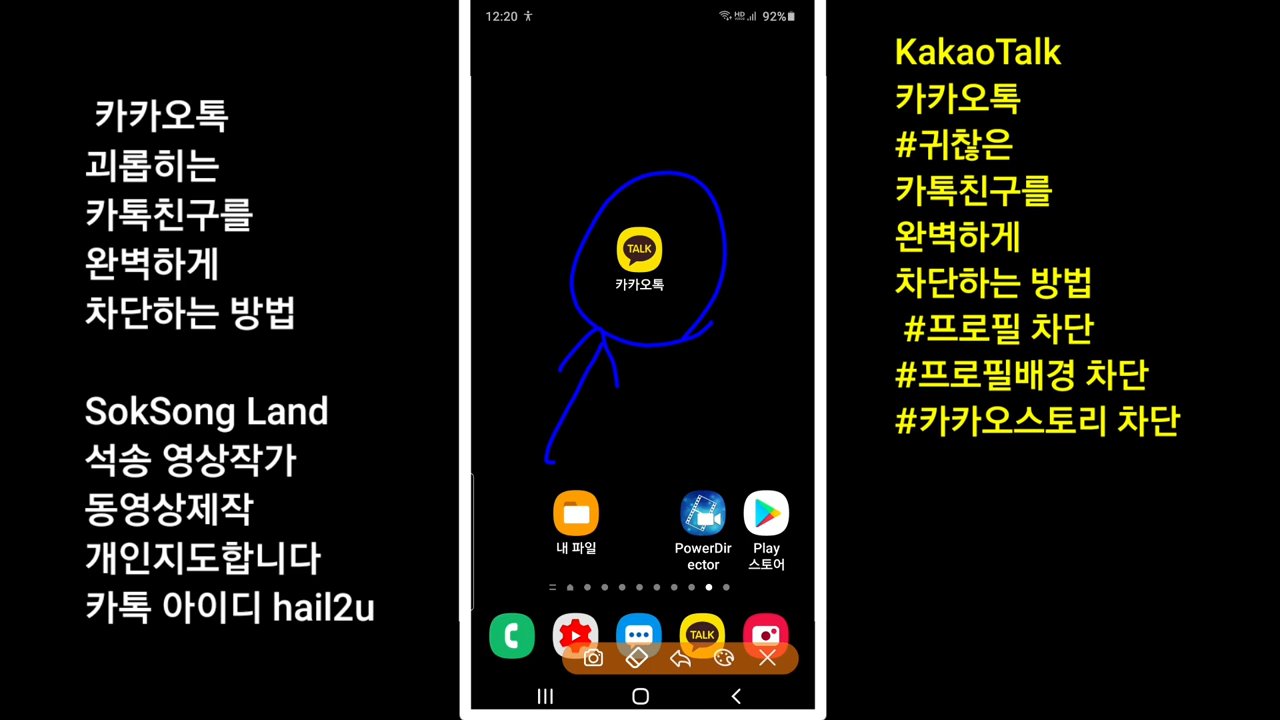 카카오톡
괴롭히는
카톡친구를
완벽하게
차단하는 방법
SokSong Land
석송 영상작가
동영상제작
개인지도합니다
카톡 아이디 hail2u
12:20
HD
92%
TALK
카카오톡
내 파일
PowerDir
ector
Play
스토어
TALK
KakaoTalk
카카오톡
#귀찮은
카톡친구를
완벽하게
차단하는 방법
#프로필 차단
#프로필배경 차단
#카카오스토리 차단